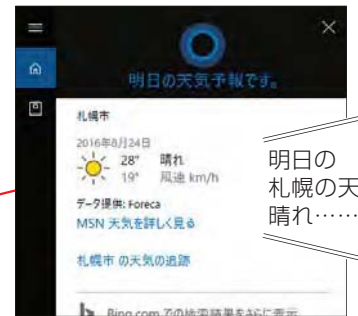 明日の天気予報です。
札幌市
2016年8月24日
28° 晴れ
19° 風速 km/h
データ提供: Foreca
MSN 天気を詳しく見る
札幌市 の天気の追跡
Bing.com での検索結果をさらに表示
明日の
札幌の天
晴れ……